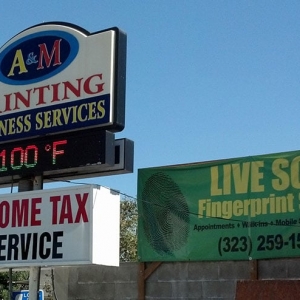 A&M
INTING
NESS SERVICES
100°F
OME TAX
ERVICE
LIVE SC
Fingerprint S
Appointments • Walk-Ins • Mobile
(323) 259-15